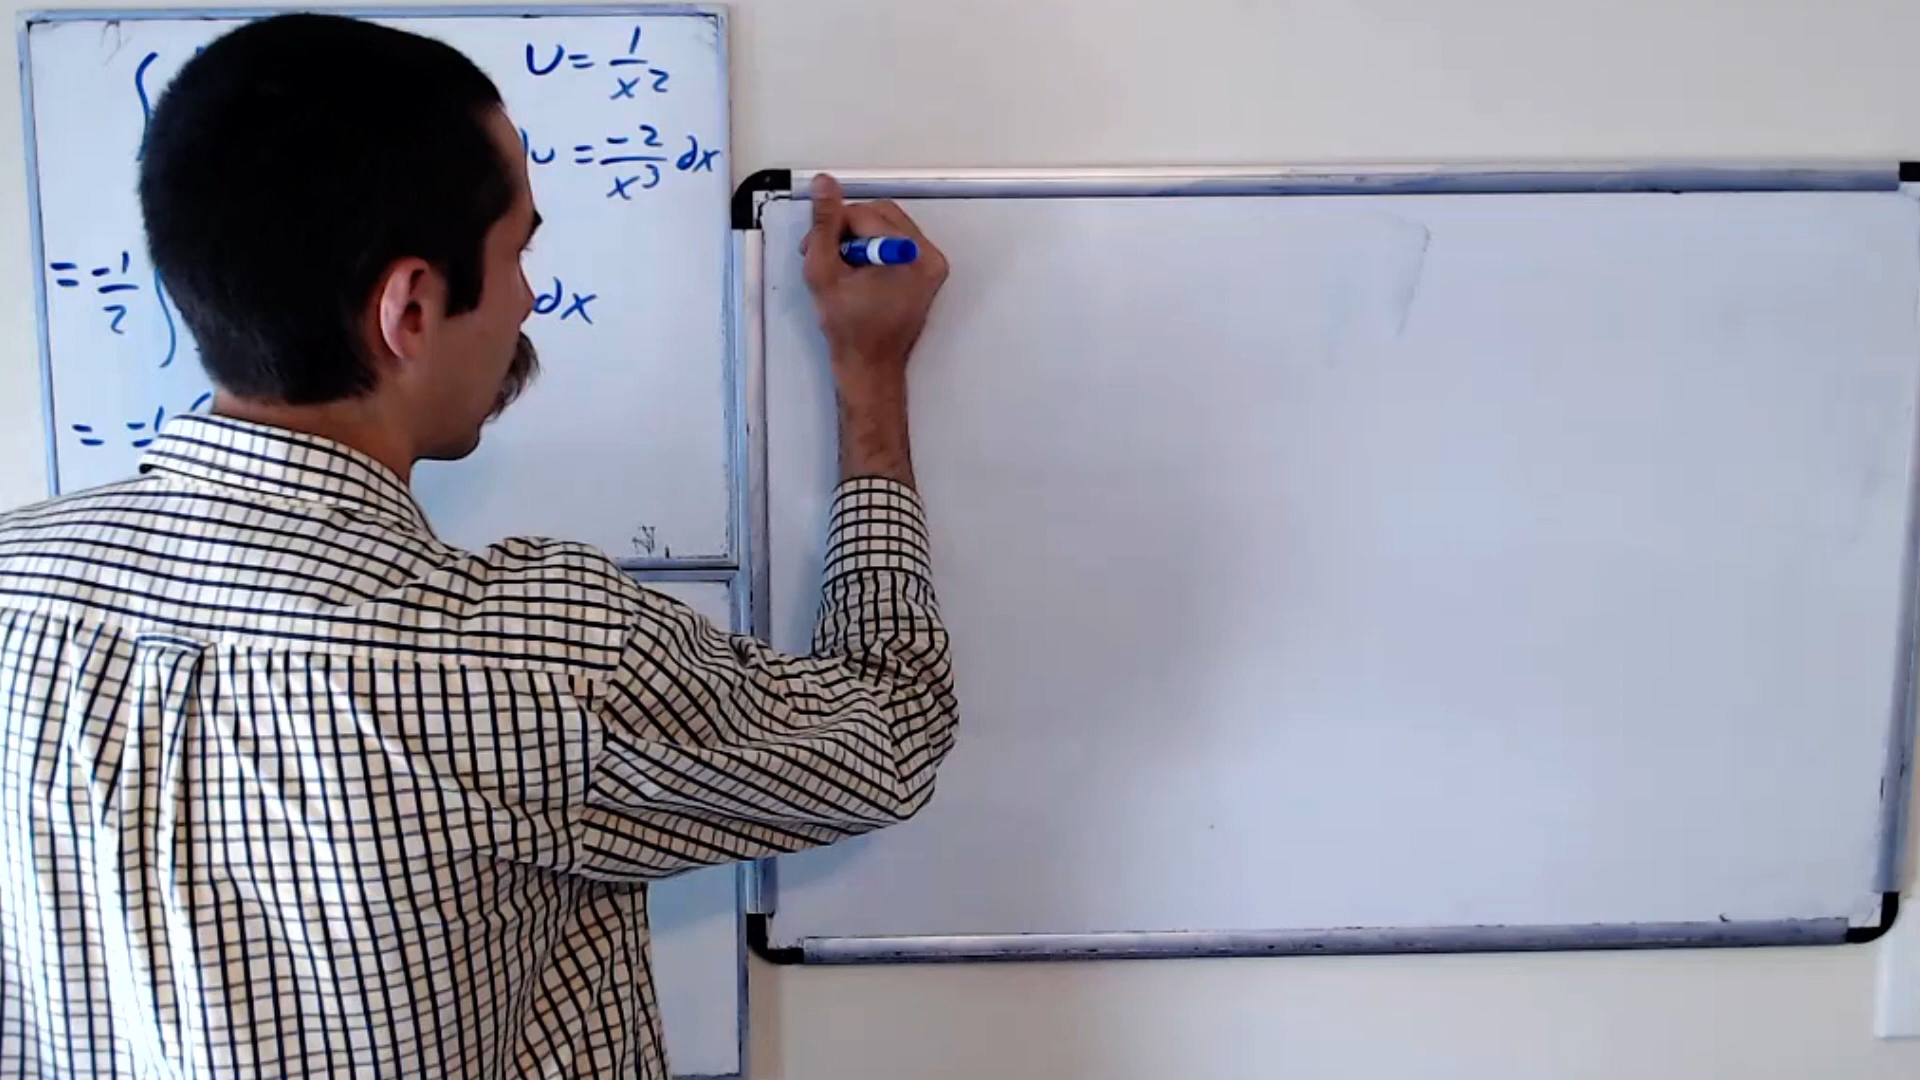 ∫ U = 1/x²
du = -2/x³ dx
= -1/2 ∫ dx
= -1